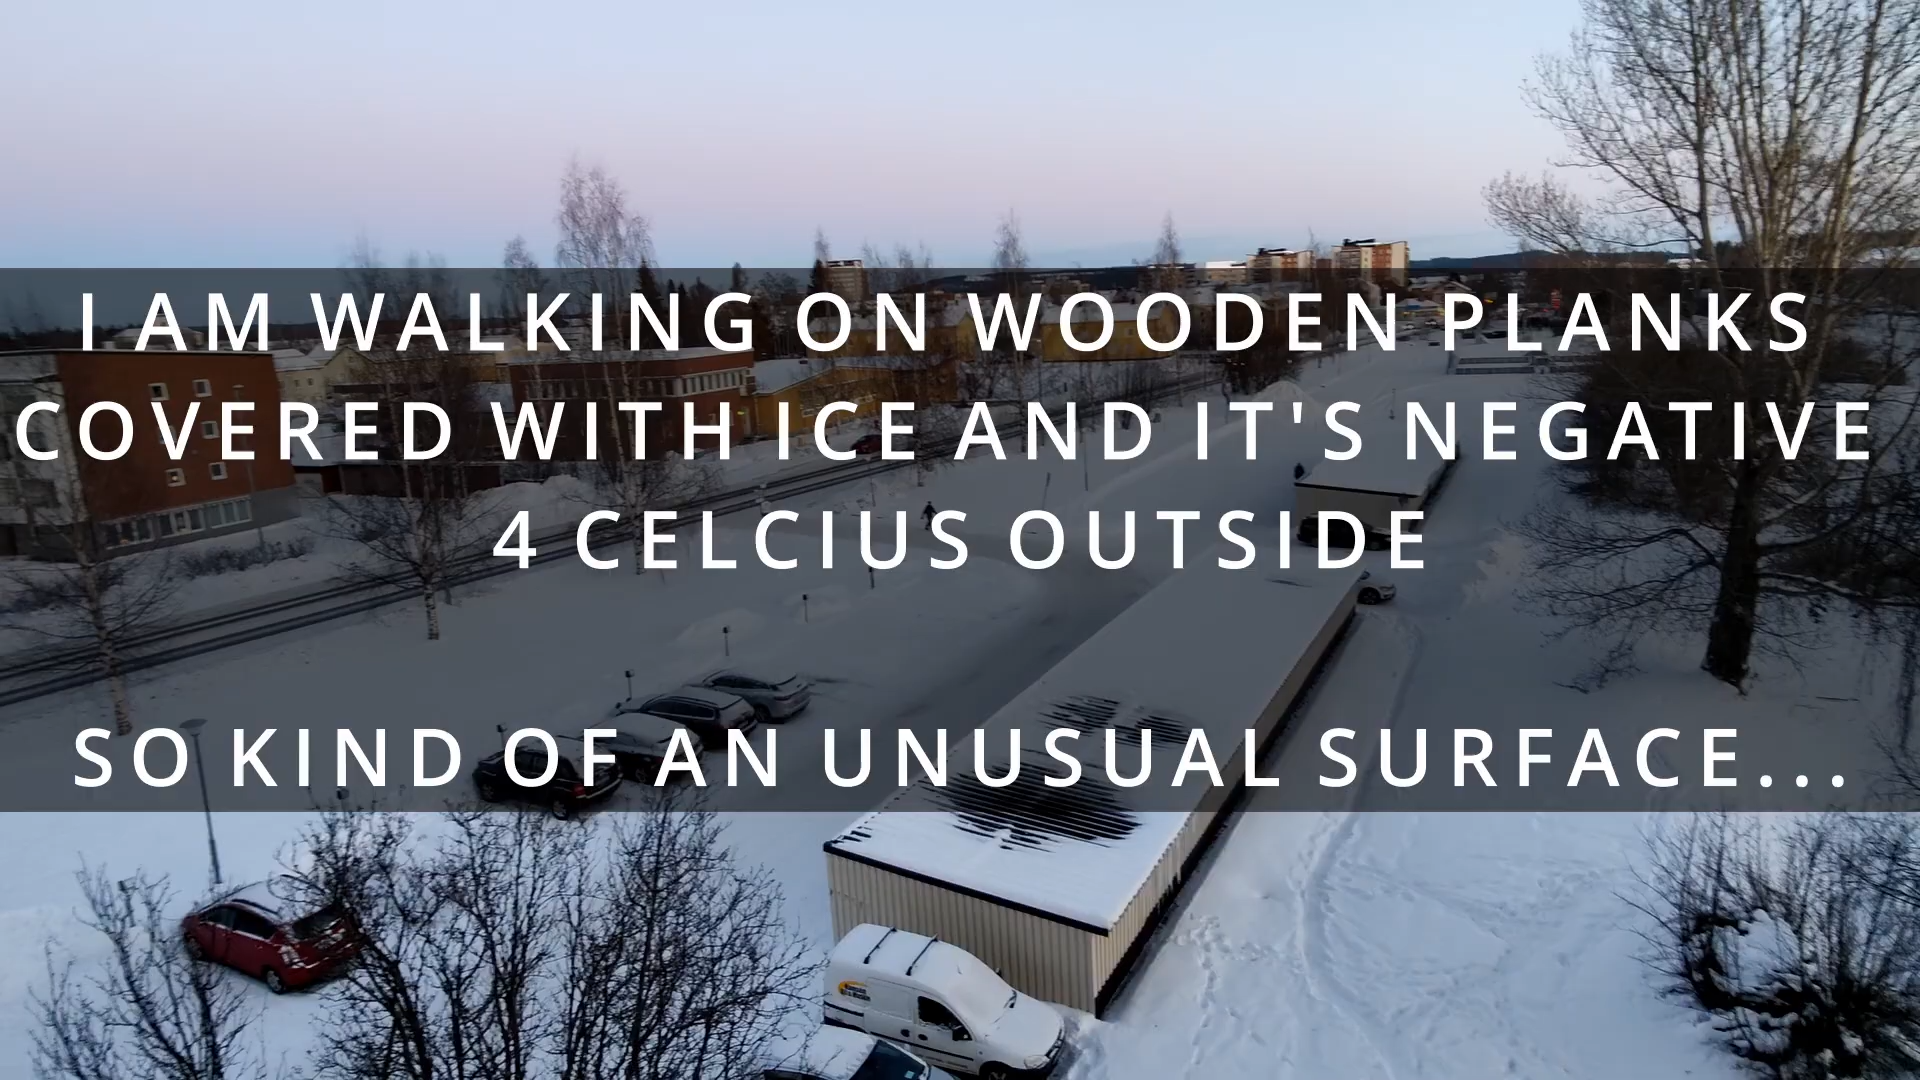 I AM WALKING ON WOODEN PLANKS
COVERED WITH ICE AND IT'S NEGATIVE
4 CELCIUS OUTSIDE
SO KIND OF AN UNUSUAL SURFACE...